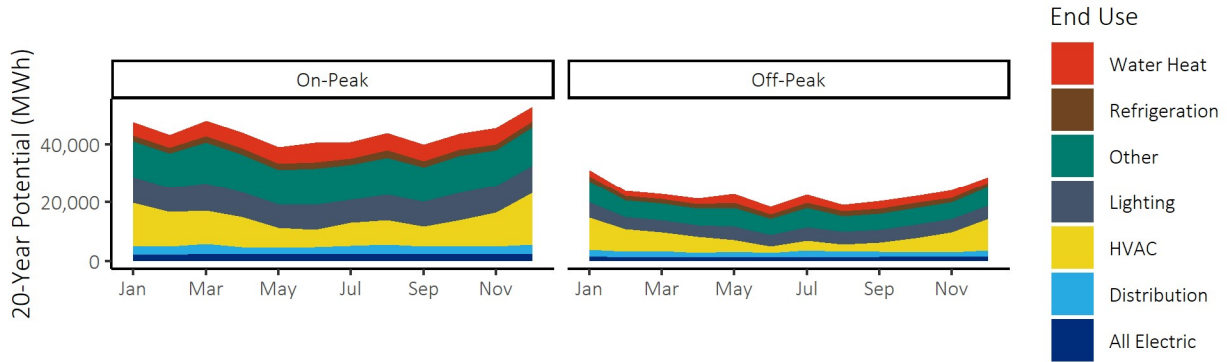 20-Year Potential (MWh)
On-Peak
Off-Peak
40,000
20,000
0
Jan Mar May Jul Sep Nov
Jan Mar May Jul Sep Nov
End Use
Water Heat
Refrigeration
Other
Lighting
HVAC
Distribution
All Electric